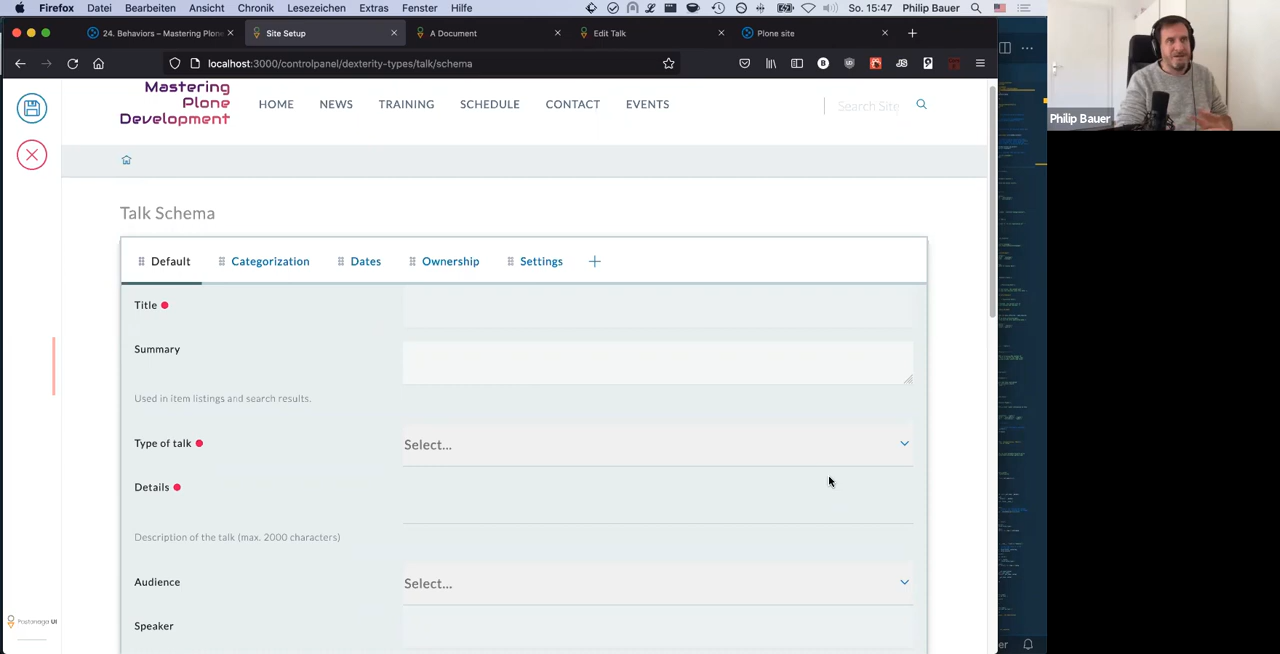 Firefox Datei Bearbeiten Ansicht Chronik Lesezeichen Extras Fenster Hilfe So. 15:47 Philip Bauer
24. Behaviors – Mastering Plone Site Setup A Document Edit Talk Plone site
localhost:3000/controlpanel/dexterity-types/talk/schema
Mastering
Plone
Development
HOME NEWS TRAINING SCHEDULE CONTACT EVENTS Search Site
Philip Bauer
Talk Schema
Default Categorization Dates Ownership Settings
Title
Summary
Used in item listings and search results.
Type of talk Select...
Details
Description of the talk (max. 2000 characters)
Audience Select...
Speaker
Pastanaga UI